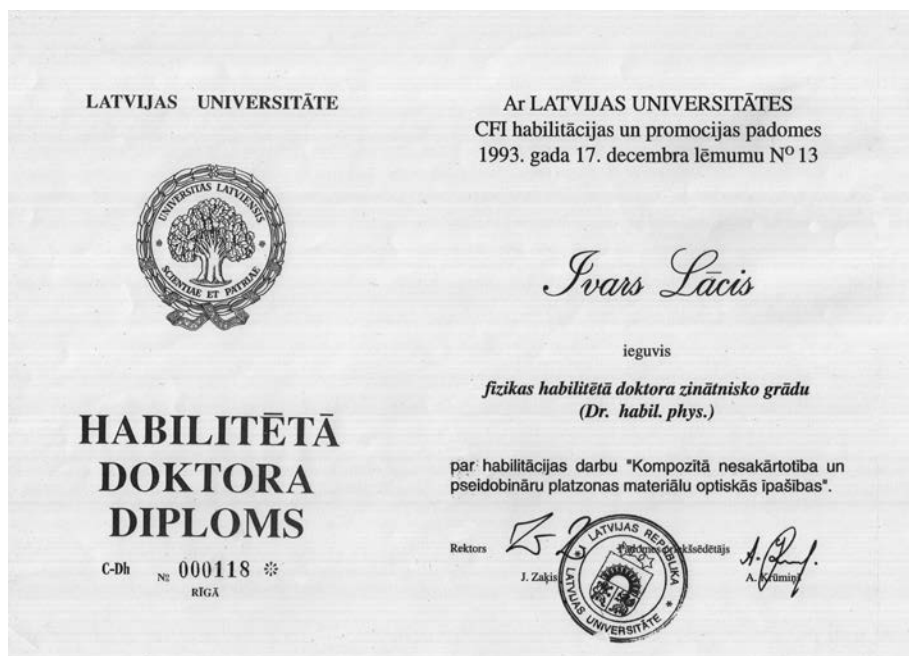 LATVIJAS UNIVERSITĀTE
UNIVERSITAS LATVIENSIS
SCIENTIAE ET PATRIAE
HABILITĒTĀ
DOKTORA
DIPLOMS
C-Dh № 000118
RĪGĀ
Ar LATVIJAS UNIVERSITĀTES
CFI habilitācijas un promocijas padomes
1993. gada 17. decembra lēmumu Nº 13
Ivars Lācis
ieguvis
fizikas habilitētā doktora zinātnisko grādu
(Dr. habil. phys.)
par habilitācijas darbu "Kompozītā nesakārtotība un
pseidobināru platzonas materiālu optiskās īpašības".
Rektors Padomes priekšsēdētājs
J. Zaķis A. Krūmiņš
LATVIJAS REPUBLIKA
LATVIJAS UNIVERSITĀTE